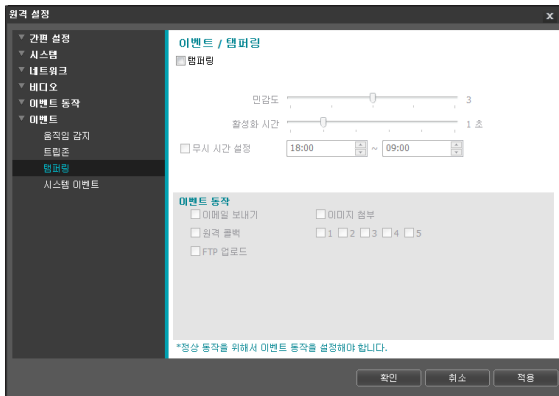 원격 설정
x
간편 설정
시스템
네트워크
비디오
이벤트 동작
이벤트
움직임 감지
트립존
탬퍼링
시스템 이벤트
이벤트 / 탬퍼링
탬퍼링
민감도 3
활성화 시간 1 초
무시 시간 설정 18:00 ~ 09:00
이벤트 동작
이메일 보내기 이미지 첨부
원격 콜백 1 2 3 4 5
FTP 업로드
*정상 동작을 위해서 이벤트 동작을 설정해야 합니다.
확인 취소 적용